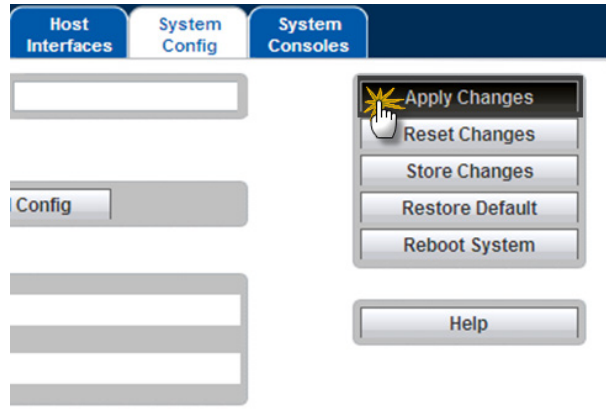 Host
Interfaces
System
Config
System
Consoles
Apply Changes
Reset Changes
Store Changes
Config
Restore Default
Reboot System
Help